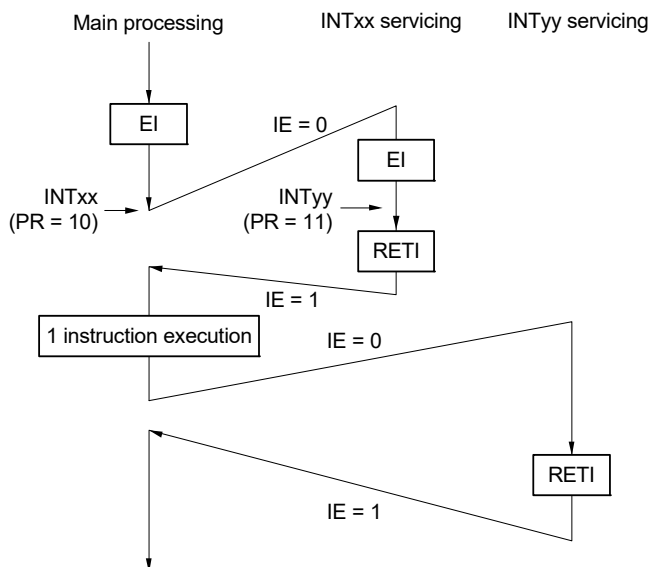 Main processing
INTxx servicing
INTyy servicing
EI
IE = 0
EI
INTxx
(PR = 10)
INTyy
(PR = 11)
RETI
IE = 1
1 instruction execution
IE = 0
RETI
IE = 1